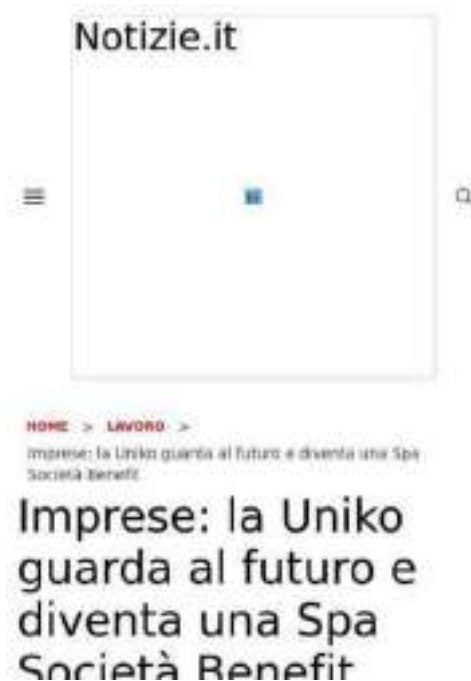 Notizie.it
HOME > LAVORO >
Imprese: la Uniko guarda al futuro e diventa una Spa
Società Benefit
Imprese: la Uniko
guarda al futuro e
diventa una Spa
Società Benefit